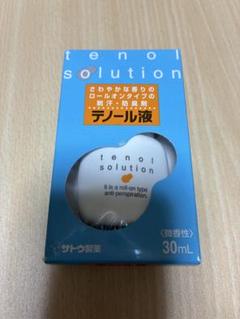 tenol
solution
さわやかな香りの
ロールオンタイプの
制汗・防臭剤
テノール液
tenol
solution
It is a roll-on type
anti-perspiration.
〈微香性〉
サトウ製薬
30mL